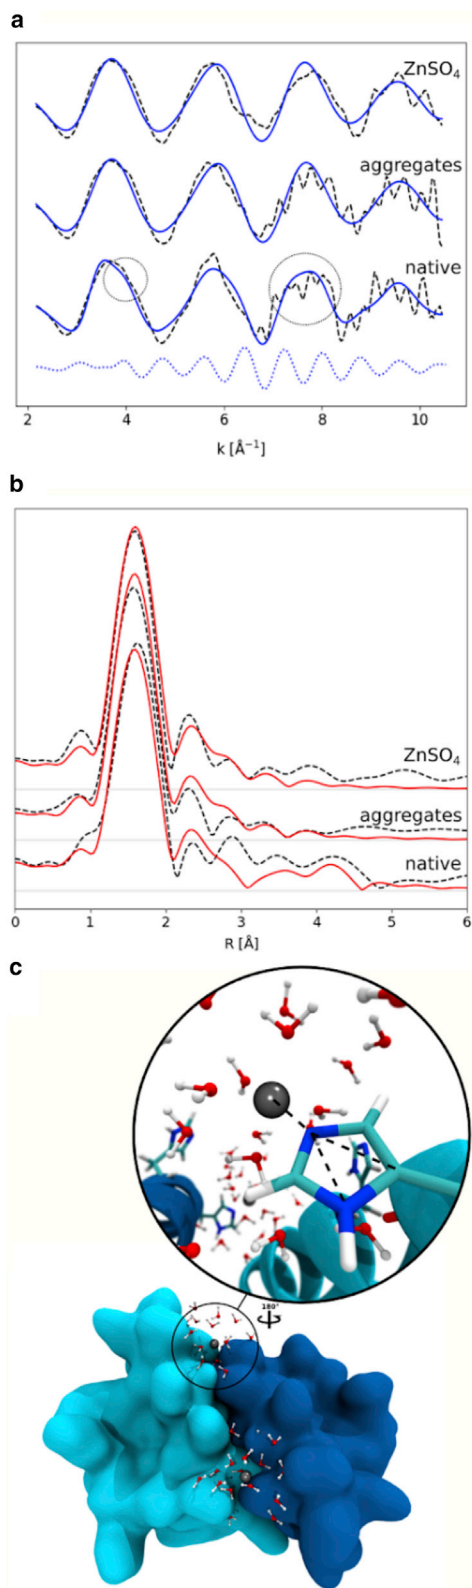 a
ZnSO₄
aggregates
native
2 4 6 8 10
k [Å⁻¹]
b
ZnSO₄
aggregates
native
0 1 2 3 4 5 6
R [Å]
c
180°